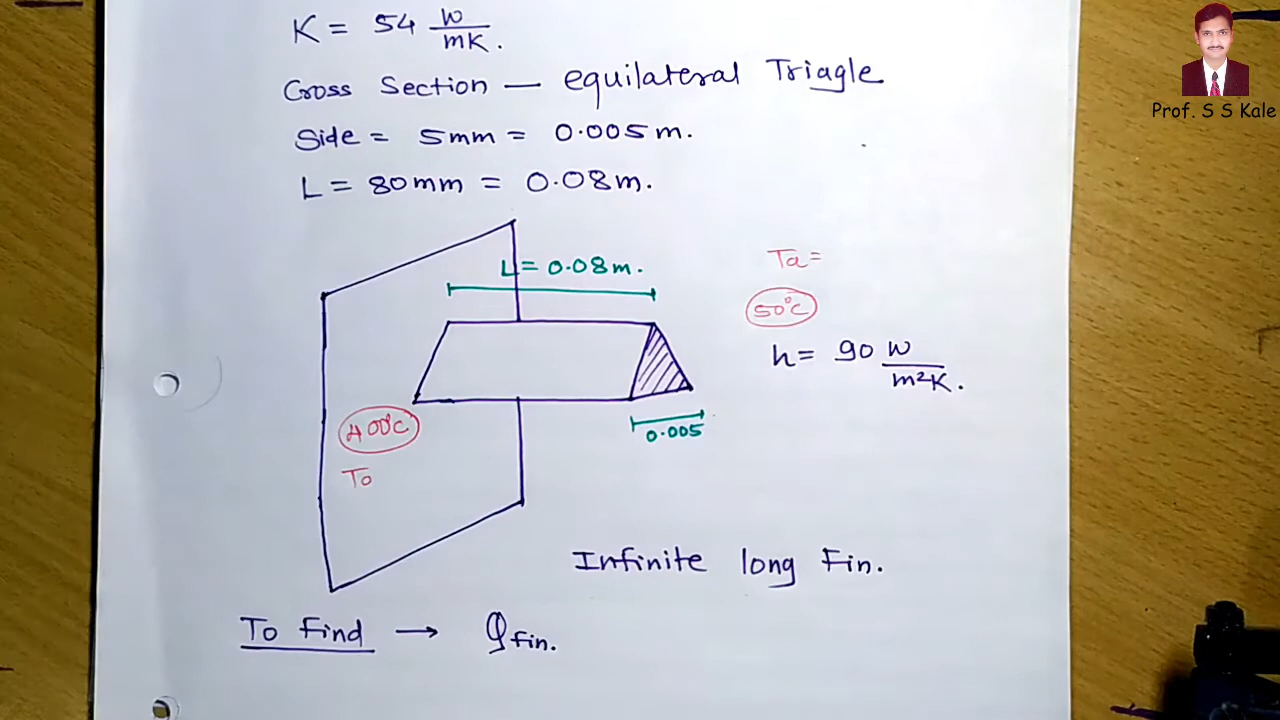 K = 54 W/mK.
Cross Section — equilateral Triagle
Side = 5mm = 0.005m.
L = 80mm = 0.08m.
L = 0.08m.
Ta =
50°C
h = 90 W/m²K.
0.005
400°C
To
Infinite long Fin.
To Find → Qfin.
Prof. S S Kale